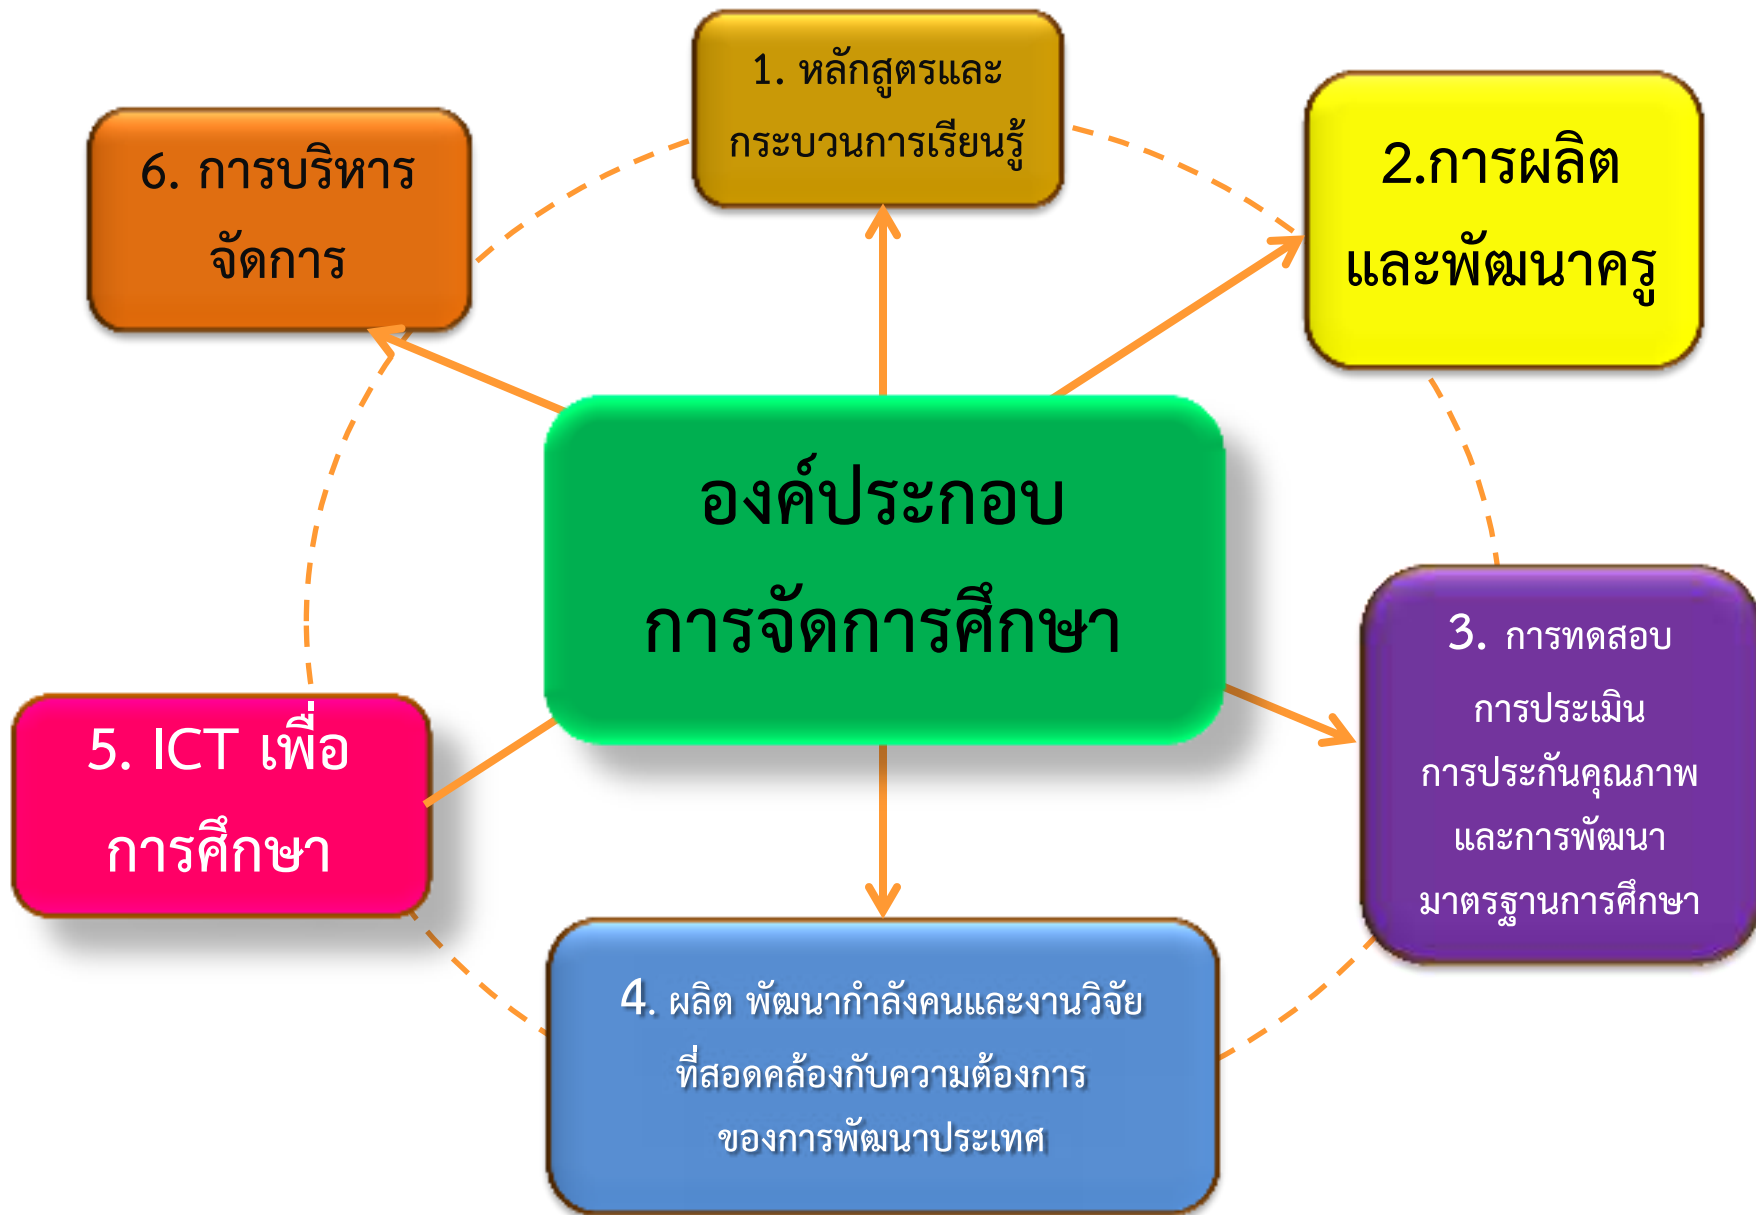 1. หลักสูตรและ
กระบวนการเรียนรู้
2.การผลิต
และพัฒนาครู
6. การบริหาร
จัดการ
องค์ประกอบ
การจัดการศึกษา
3. การทดสอบ
การประเมิน
การประกันคุณภาพ
และการพัฒนา
มาตรฐานการศึกษา
5. ICT เพื่อ
การศึกษา
4. ผลิต พัฒนากำลังคนและงานวิจัย
ที่สอดคล้องกับความต้องการ
ของการพัฒนาประเทศ